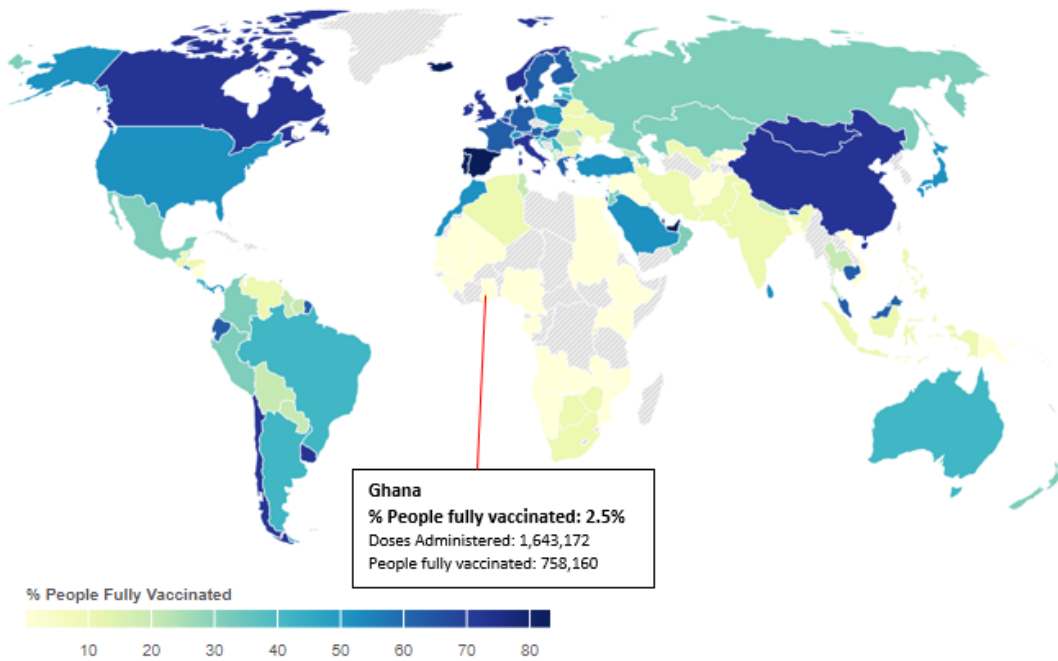 Ghana
% People fully vaccinated: 2.5%
Doses Administered: 1,643,172
People fully vaccinated: 758,160
% People Fully Vaccinated
10 20 30 40 50 60 70 80